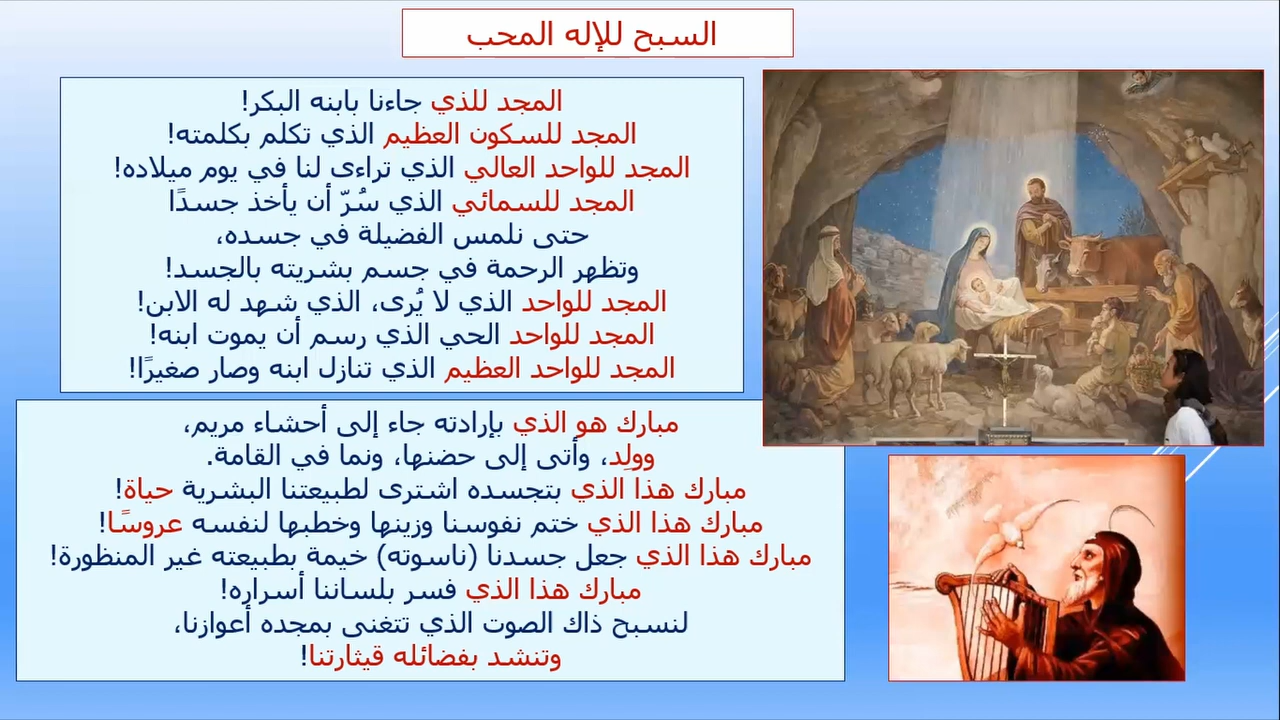 السبح للإله المحب
المجد للذي جاءنا بابنه البكر!
المجد للسكون العظيم الذي تكلم بكلمته!
المجد للواحد العالي الذي تراءى لنا في يوم ميلاده!
المجد للسمائي الذي سُرّ أن يأخذ جسدًا
حتى نلمس الفضيلة في جسده،
وتظهر الرحمة في جسم بشريته بالجسد!
المجد للواحد الذي لا يُرى، الذي شهد له الابن!
المجد للواحد الحي الذي رسم أن يموت ابنه!
المجد للواحد العظيم الذي تنازل ابنه وصار صغيرًا!
مبارك هو الذي بإرادته جاء إلى أحشاء مريم،
وولِد، وأتى إلى حضنها، ونما في القامة.
مبارك هذا الذي بتجسده اشترى لطبيعتنا البشرية حياة!
مبارك هذا الذي ختم نفوسنا وزينها وخطبها لنفسه عروسًا!
مبارك هذا الذي جعل جسدنا (ناسوته) خيمة بطبيعته غير المنظورة!
مبارك هذا الذي فسر بلساننا أسراره!
لنسبح ذاك الصوت الذي تتغنى بمجده أعوازنا،
وتنشد بفضائله قيثارتنا!